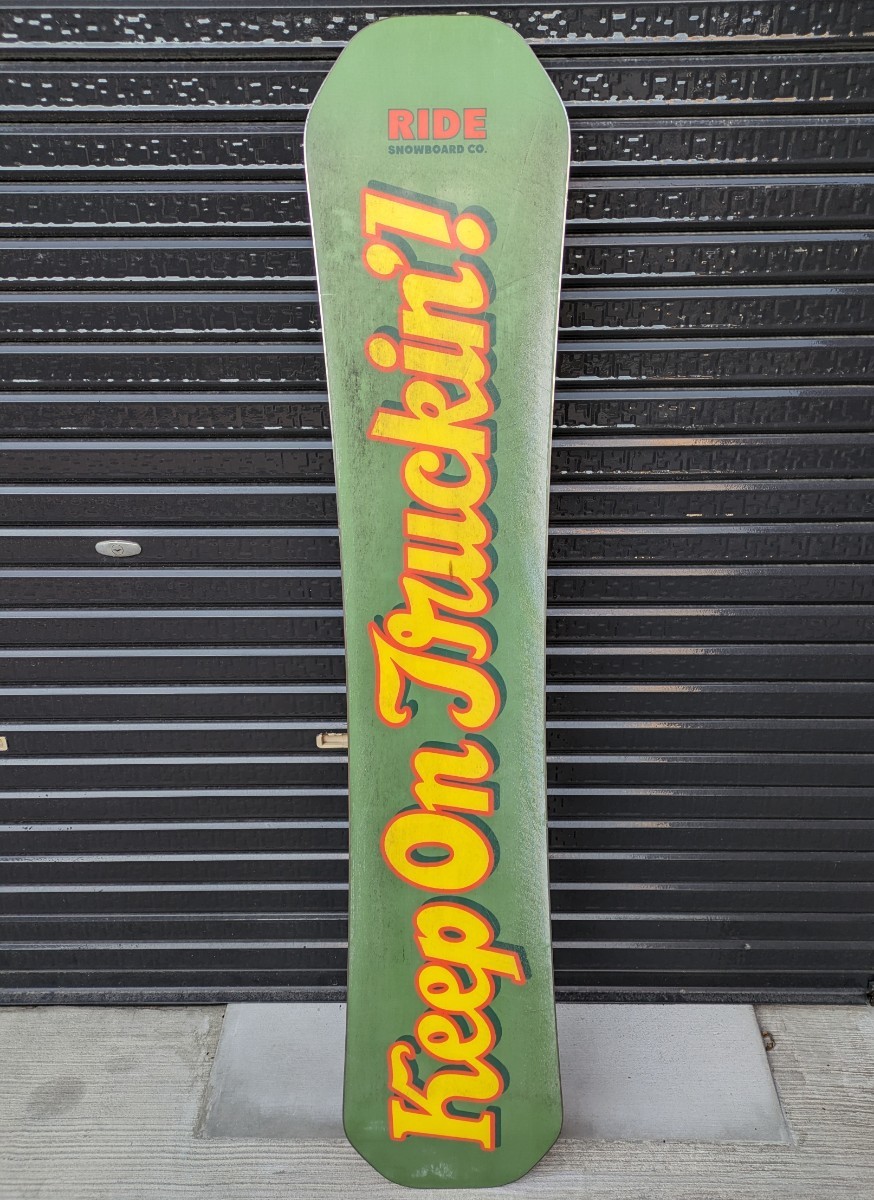 RIDE
SNOWBOARD CO.
Keep On Truckin'!